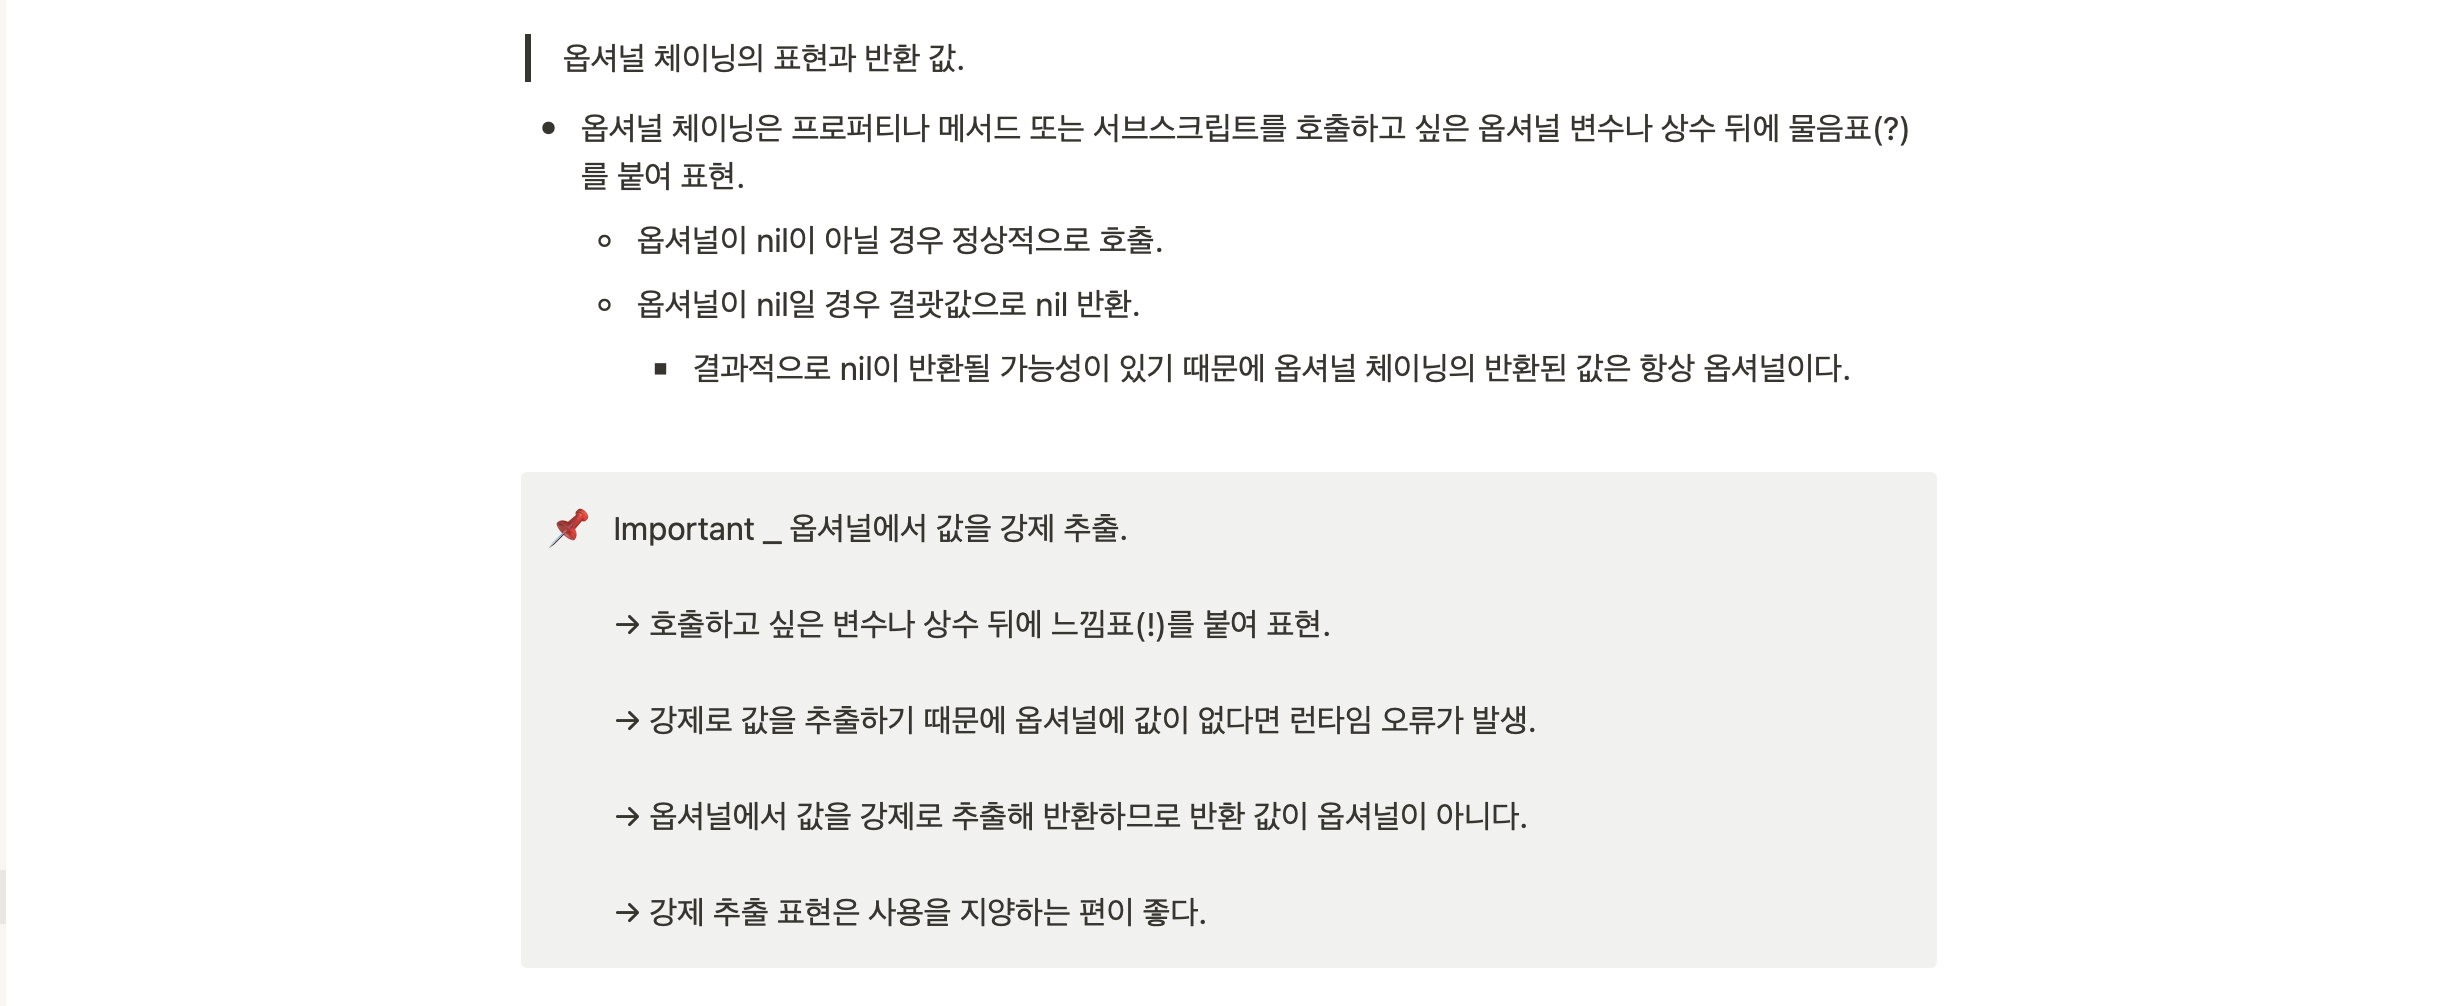 옵셔널 체이닝의 표현과 반환 값.
옵셔널 체이닝은 프로퍼티나 메서드 또는 서브스크립트를 호출하고 싶은 옵셔널 변수나 상수 뒤에 물음표(?)
를 붙여 표현.
옵셔널이 nil이 아닐 경우 정상적으로 호출.
옵셔널이 nil일 경우 결괏값으로 nil 반환.
결과적으로 nil이 반환될 가능성이 있기 때문에 옵셔널 체이닝의 반환된 값은 항상 옵셔널이다.
Important _ 옵셔널에서 값을 강제 추출.
→ 호출하고 싶은 변수나 상수 뒤에 느낌표(!)를 붙여 표현.
→ 강제로 값을 추출하기 때문에 옵셔널에 값이 없다면 런타임 오류가 발생.
→ 옵셔널에서 값을 강제로 추출해 반환하므로 반환 값이 옵셔널이 아니다.
→ 강제 추출 표현은 사용을 지양하는 편이 좋다.